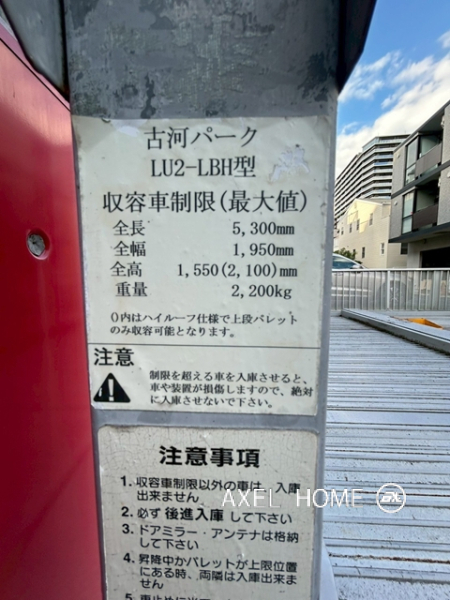 古河パーク
LU2-LBH型
収容車制限(最大値)
全長 5,300mm
全幅 1,950mm
全高 1,550(2,100)mm
重量 2,200kg
()内はハイルーフ仕様で上段パレット
のみ収容可能となります。
注意
制限を超える車を入庫させると、
車や装置が損傷しますので、絶対
に入庫させないで下さい。
注意事項
1. 収容車制限以外の車は、入庫
出来ません
2. 必ず 後進入庫 して下さい
3. ドアミラー・アンテナは格納
して下さい
4. 昇降中かパレットが上限位置
にある時、両隣は入庫出来ま
せん
AXEL HOME